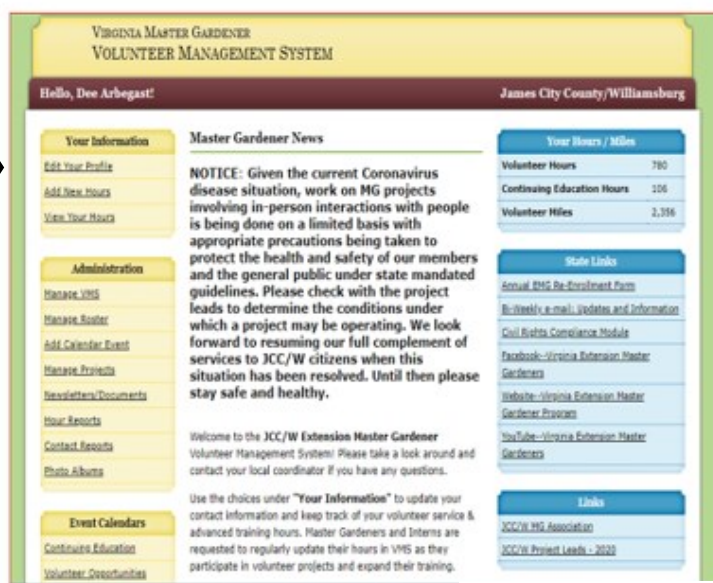 VIRGINIA MASTER GARDENER
VOLUNTEER MANAGEMENT SYSTEM
Hello, Dee Arbegast!
James City County/Williamsburg
Your Information
Edit Your Profile
Add New Hours
View Your Hours
Administration
Manage VMS
Manage Roster
Add Calendar Event
Manage Projects
Newsletters/Documents
Hour Reports
Contact Reports
Photo Albums
Event Calendars
Continuing Education
Volunteer Opportunities
Master Gardener News
NOTICE: Given the current Coronavirus
disease situation, work on MG projects
involving in-person interactions with people
is being done on a limited basis with
appropriate precautions being taken to
protect the health and safety of our members
and the general public under state mandated
guidelines. Please check with the project
leads to determine the conditions under
which a project may be operating. We look
forward to resuming our full complement of
services to JCC/W citizens when this
situation has been resolved. Until then please
stay safe and healthy.
Welcome to the JCC/W Extension Master Gardener
Volunteer Management System! Please take a look around and
contact your local coordinator if you have any questions.
Use the choices under "Your Information" to update your
contact information and keep track of your volunteer service &
advanced training hours. Master Gardeners and Interns are
requested to regularly update their hours in VMS as they
participate in volunteer projects and expand their training.
Your Hours / Miles
Volunteer Hours 780
Continuing Education Hours 106
Volunteer Miles 2,356
State Links
Annual EMG Re-Enrollment Form
Bi-Weekly e-mail: Updates and Information
Civil Rights Compliance Module
Facebook--Virginia Extension Master
Gardeners
Website--Virginia Extension Master
Gardener Program
YouTube--Virginia Extension Master
Gardeners
Links
JCC/W MG Association
JCC/W Project Leads - 2020